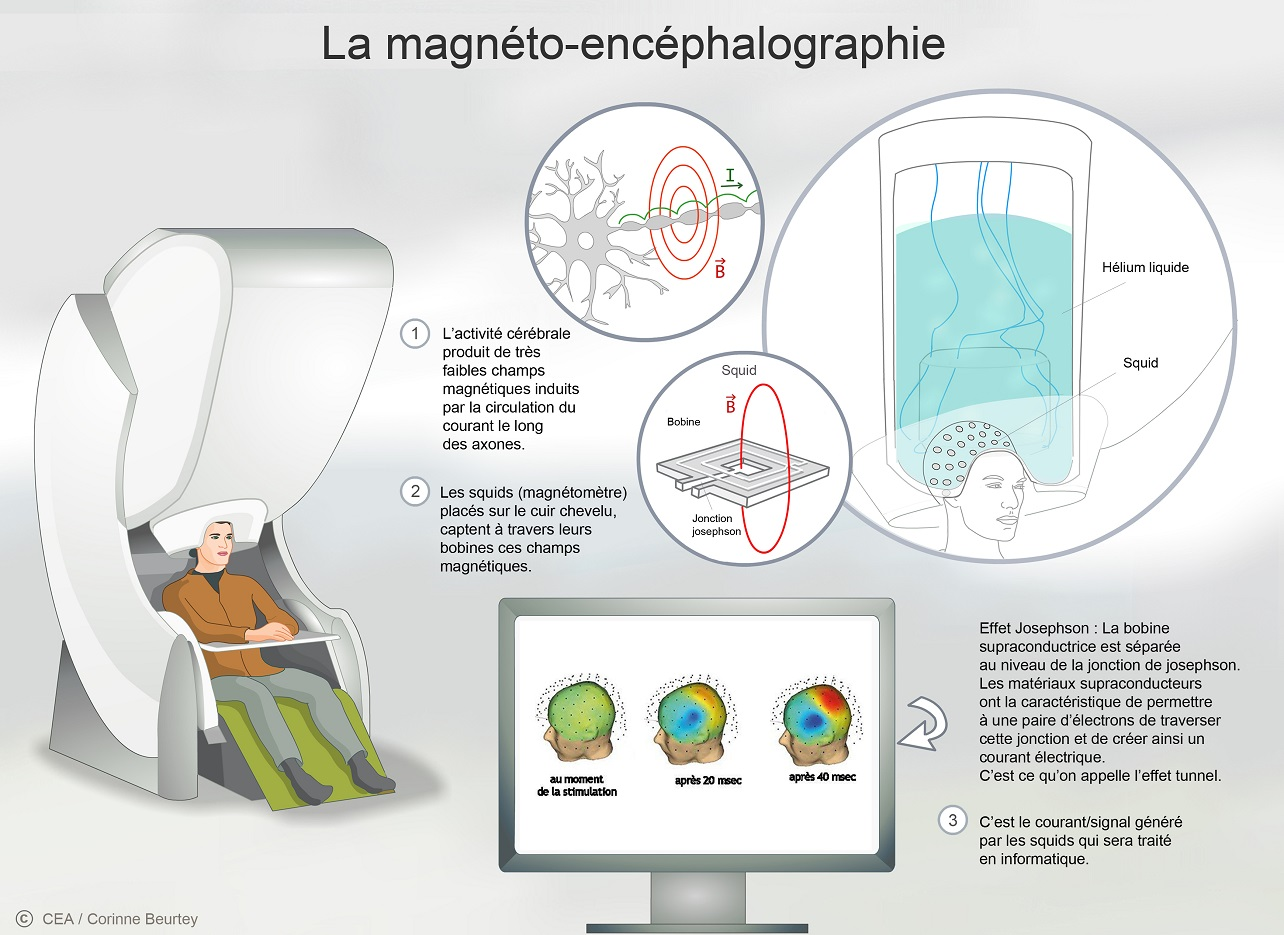 La magnéto-encéphalographie
I
B
1
L’activité cérébrale
produit de très
faibles champs
magnétiques induits
par la circulation du
courant le long
des axones.
Hélium liquide
Squid
Squid
B
Bobine
Jonction
josephson
2
Les squids (magnétomètre)
placés sur le cuir chevelu,
captent à travers leurs
bobines ces champs
magnétiques.
au moment
de la stimulation
après 20 msec
après 40 msec
Effet Josephson : La bobine
supraconductrice est séparée
au niveau de la jonction de josephson.
Les matériaux supraconducteurs
ont la caractéristique de permettre
à une paire d’électrons de traverser
cette jonction et de créer ainsi un
courant électrique.
C’est ce qu’on appelle l’effet tunnel.
3
C’est le courant/signal généré
par les squids qui sera traité
en informatique.
© CEA / Corinne Beurtey